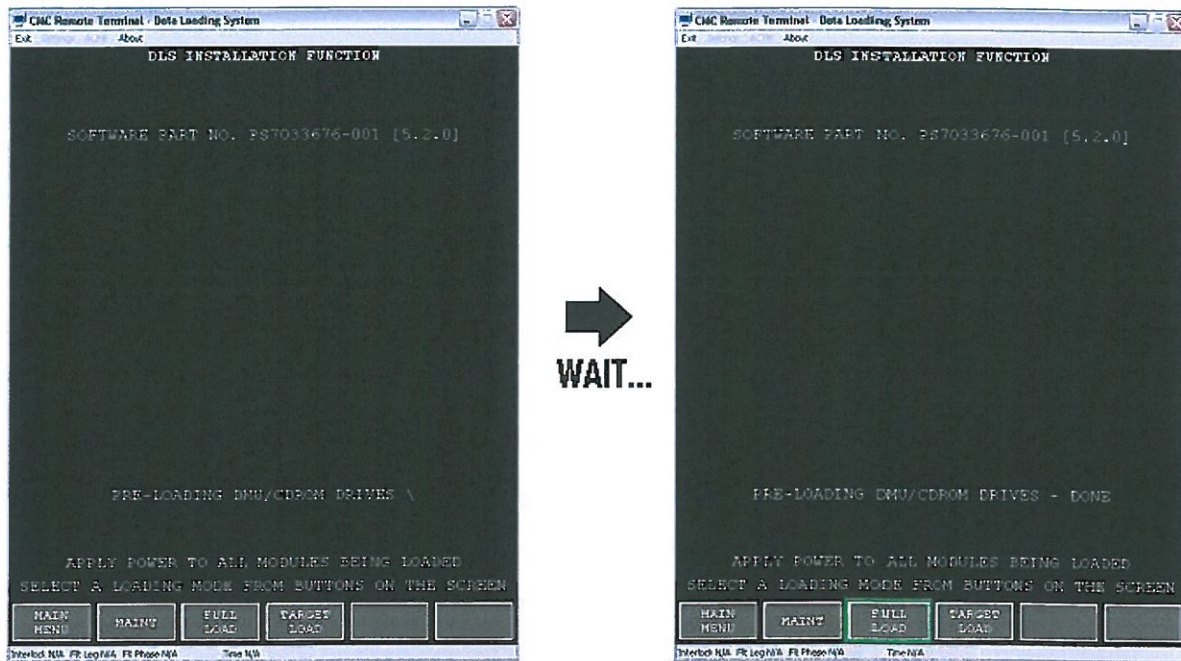 CMC Remote Terminal - Data Loading System
Exit About
DLS INSTALLATION FUNCTION
SOFTWARE PART NO. PS7033676-001 [5.2.0]
PRE-LOADING DMU/CDROM DRIVES \
APPLY POWER TO ALL MODULES BEING LOADED
SELECT A LOADING MODE FROM BUTTONS ON THE SCREEN
MAIN MENU MAINT FULL LOAD TARGET LOAD
Interlock N/A Flt Leg N/A Flt Phase N/A Time N/A
WAIT...
CMC Remote Terminal - Data Loading System
Exit About
DLS INSTALLATION FUNCTION
SOFTWARE PART NO. PS7033676-001 [5.2.0]
PRE-LOADING DMU/CDROM DRIVES - DONE
APPLY POWER TO ALL MODULES BEING LOADED
SELECT A LOADING MODE FROM BUTTONS ON THE SCREEN
MAIN MENU MAINT FULL LOAD TARGET LOAD
Interlock N/A Flt Leg N/A Flt Phase N/A Time N/A